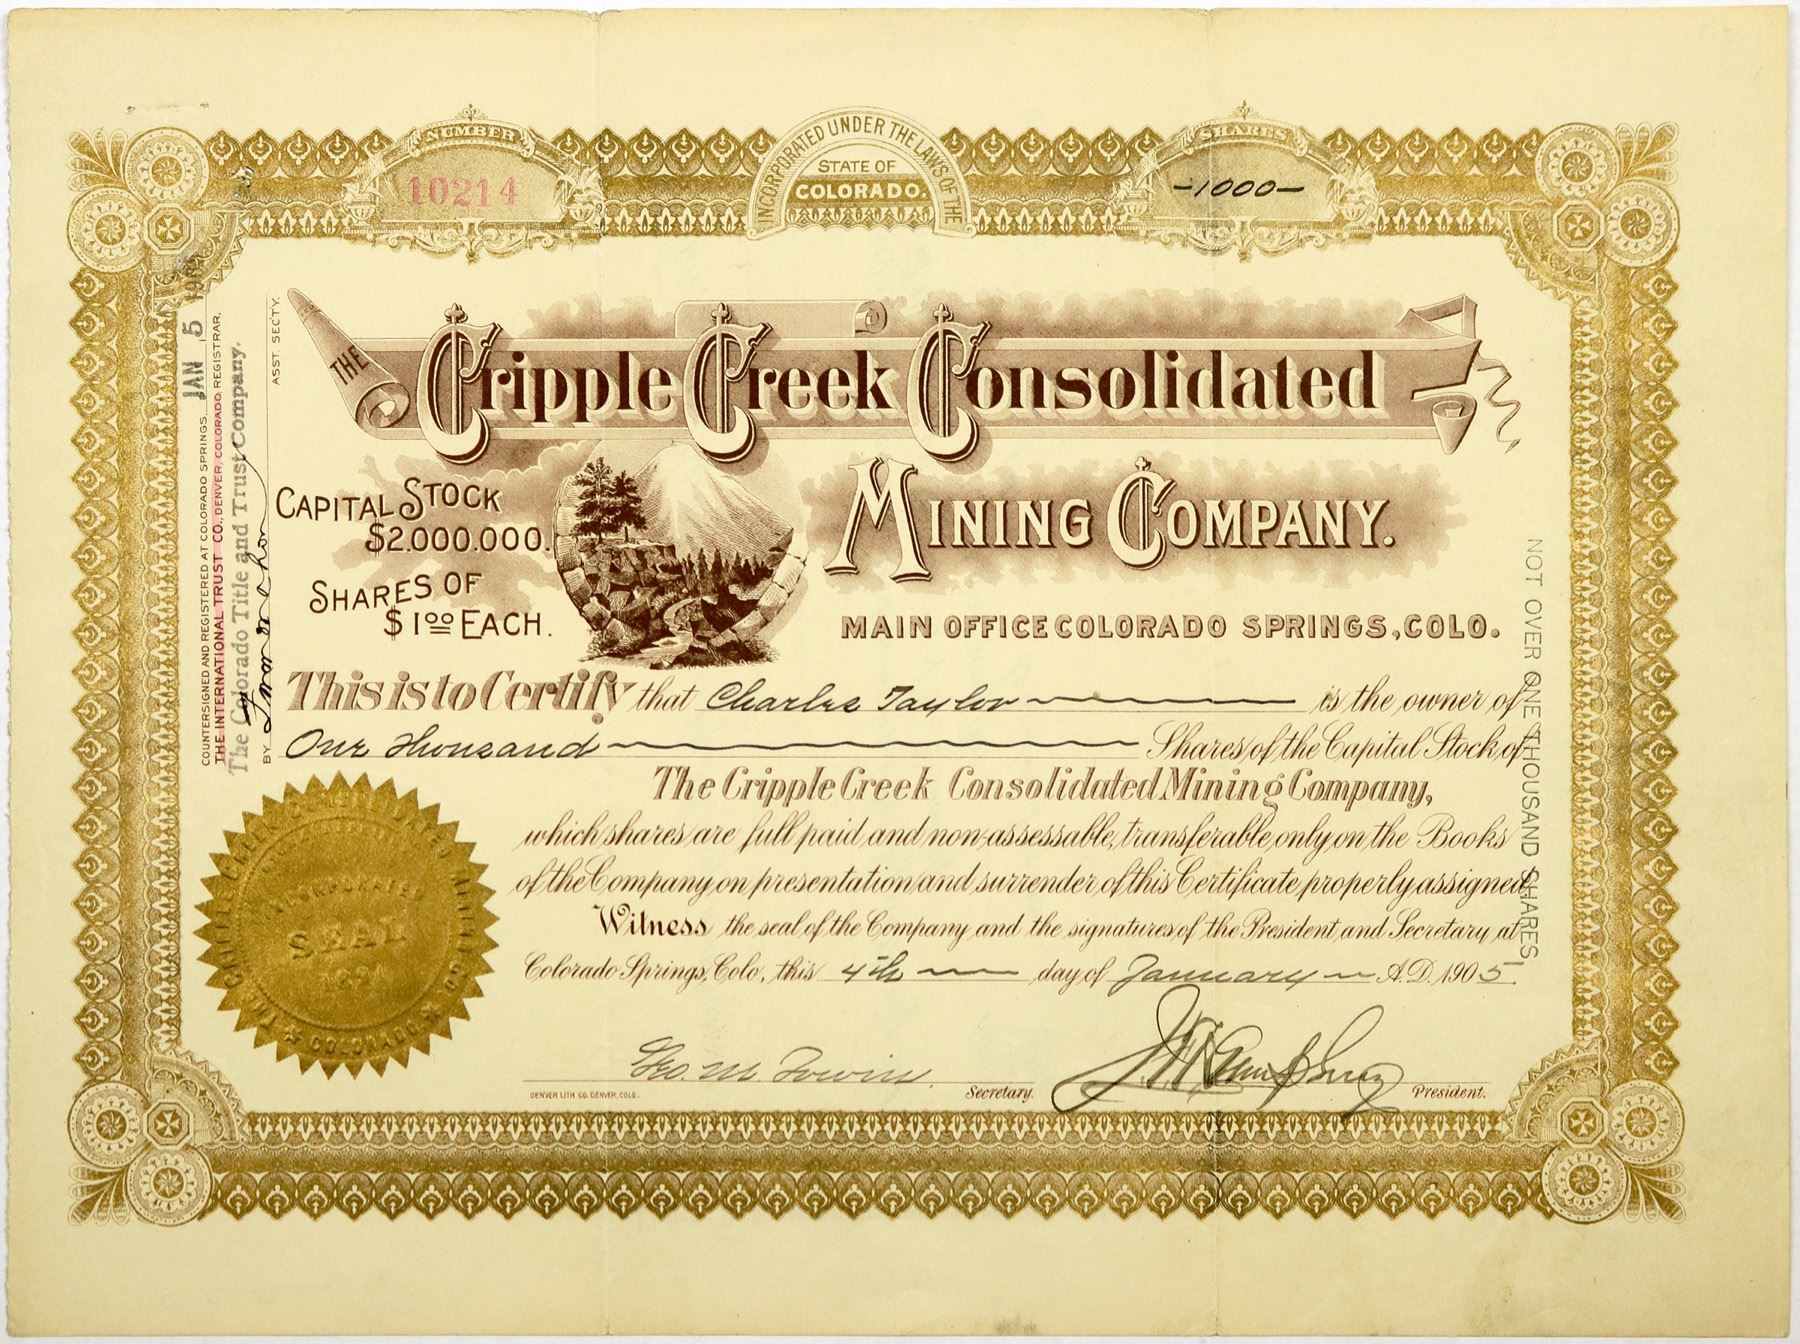 NUMBER
10214
INCORPORATED UNDER THE LAWS OF THE
STATE OF
COLORADO.
SHARES
-1000-
THE Cripple Creek Consolidated
Mining Company.
CAPITAL STOCK
$2.000.000.
SHARES OF
$1.00 EACH.
MAIN OFFICE COLORADO SPRINGS, COLO.
This is to Certify that Charles Taylor is the owner of
One Thousand Shares of the Capital Stock of
The Cripple Creek Consolidated Mining Company,
which shares are full paid and non-assessable, transferable only on the Books
of the Company on presentation and surrender of this Certificate properly assigned.
Witness the seal of the Company and the signatures of the President and Secretary at
Colorado Springs, Colo, this 4th day of January A.D. 1905.
Geo. M. Irwin Secretary.
President.
DENVER LITH CO. DENVER, COLO.
INCORPORATED
SEAL
1894
COLORADO
JAN 5
COUNTERSIGNED AND REGISTERED AT COLORADO SPRINGS,
THE INTERNATIONAL TRUST CO., DENVER, COLORADO, REGISTRAR.
The Colorado Title and Trust Company.
BY
ASST. SECTY.
NOT OVER ONE THOUSAND SHARES